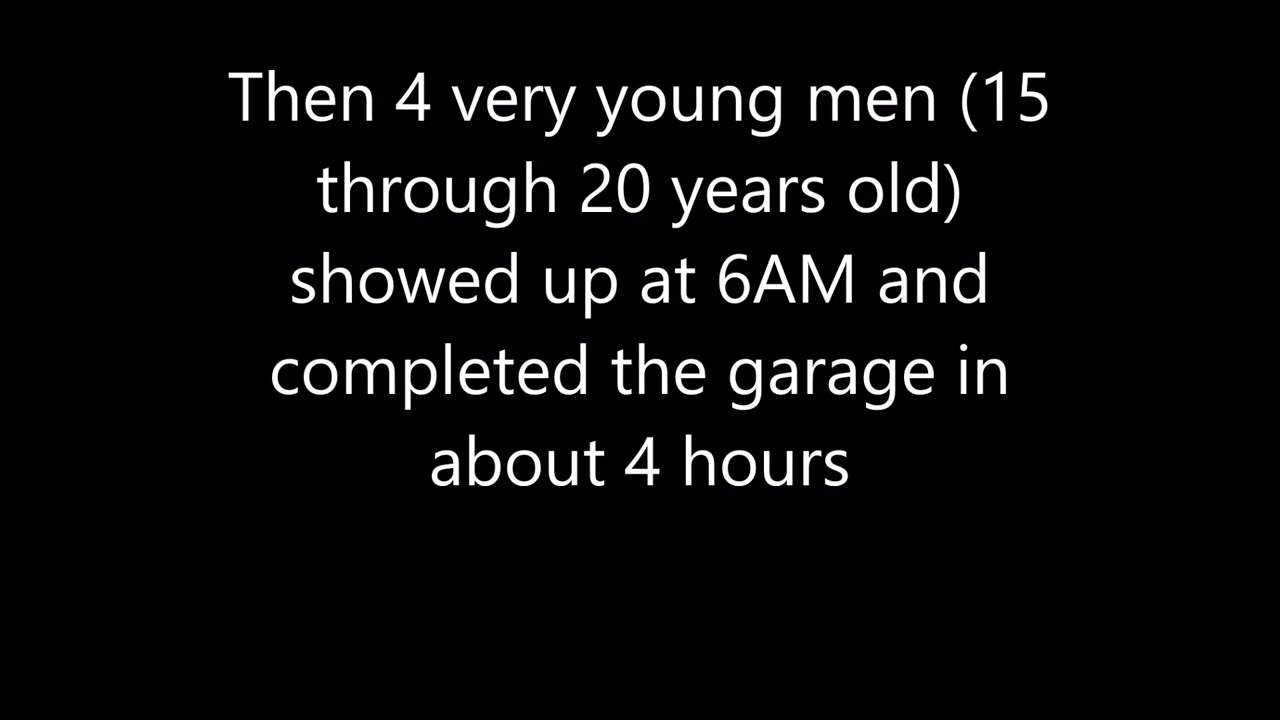 Then 4 very young men (15
through 20 years old)
showed up at 6AM and
completed the garage in
about 4 hours